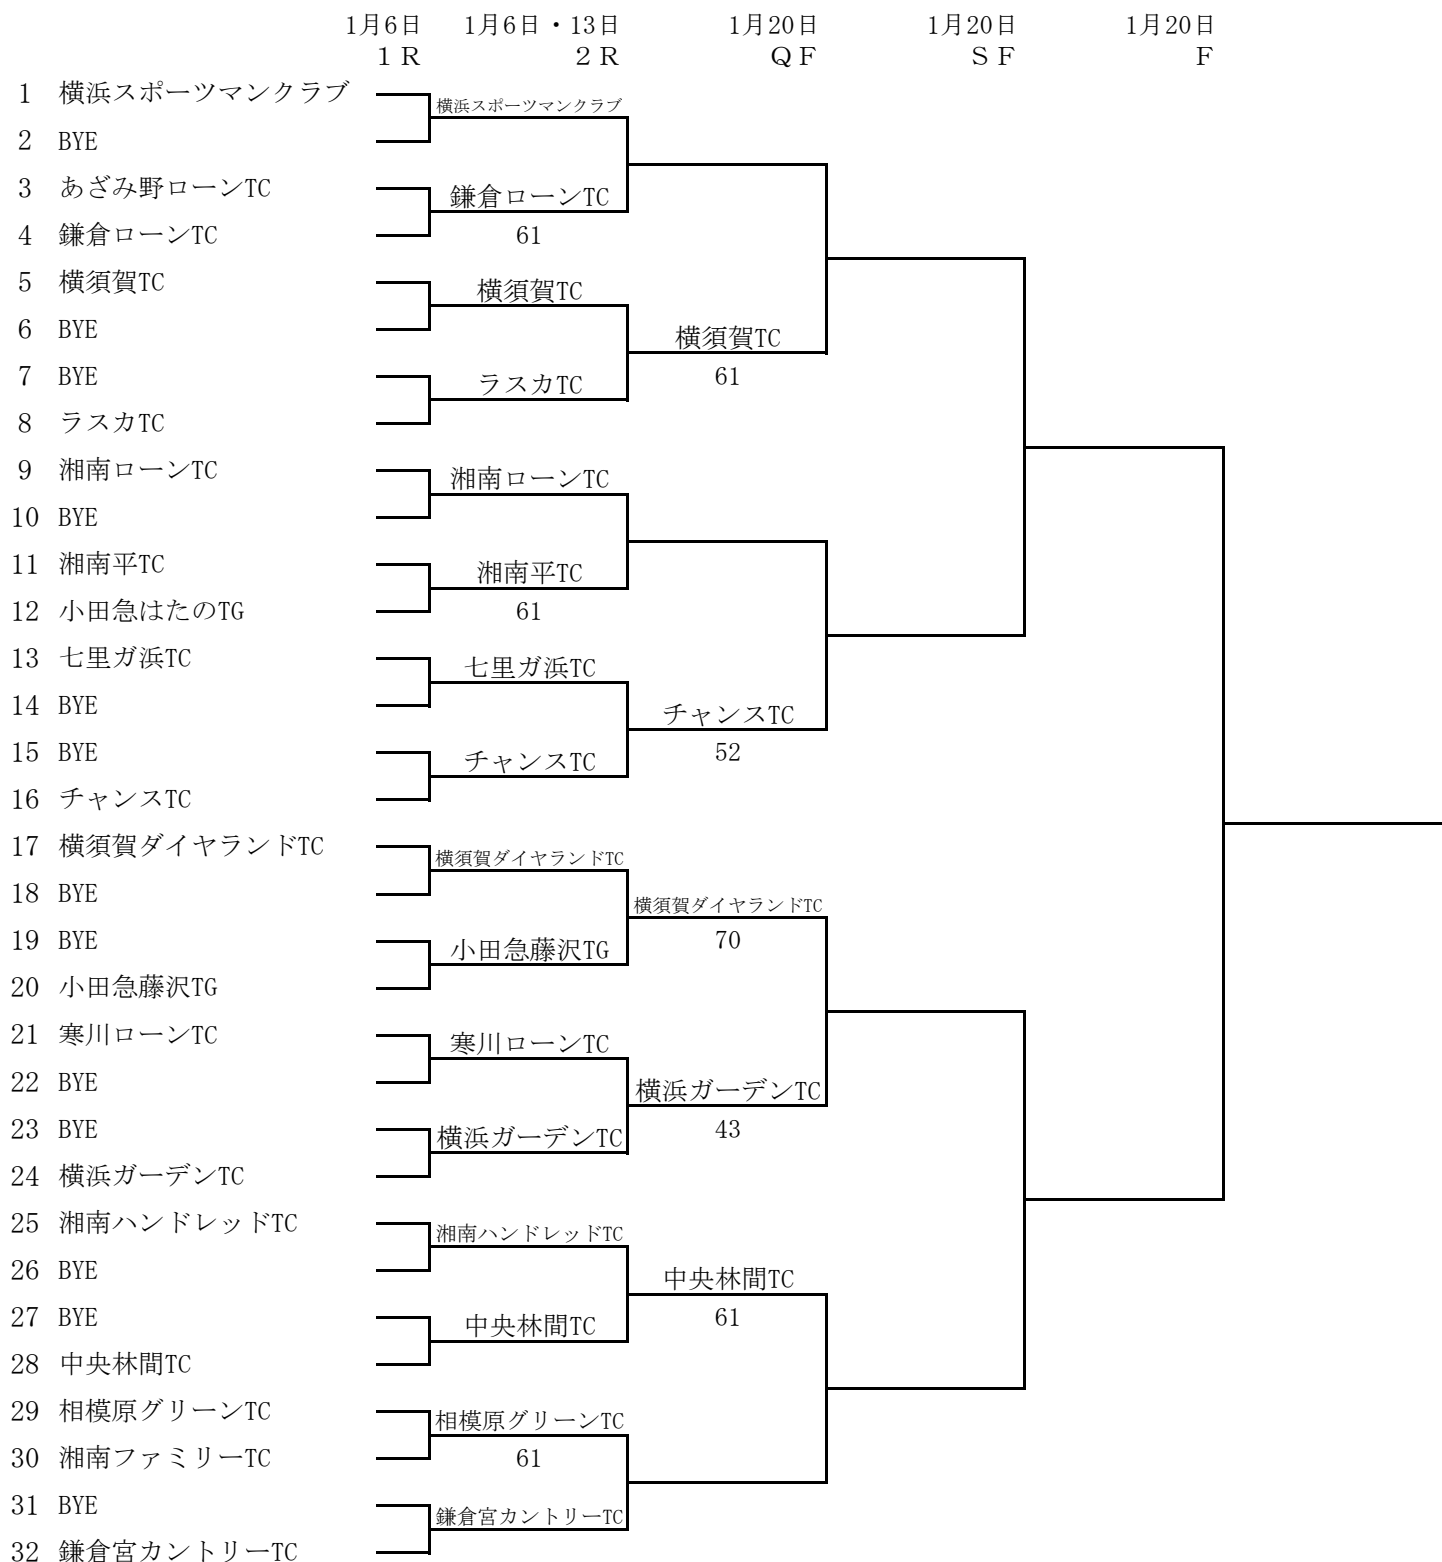 1月6日 1月6日・13日 1月20日 1月20日 1月20日
1R 2R QF SF F
1 横浜スポーツマンクラブ
横浜スポーツマンクラブ
2 BYE
3 あざみ野ローンTC
鎌倉ローンTC
4 鎌倉ローンTC 61
5 横須賀TC
横須賀TC
6 BYE
横須賀TC
7 BYE 61
ラスカTC
8 ラスカTC
9 湘南ローンTC
湘南ローンTC
10 BYE
11 湘南平TC
湘南平TC
12 小田急はたのTG 61
13 七里ガ浜TC
七里ガ浜TC
14 BYE
チャンスTC
15 BYE 52
チャンスTC
16 チャンスTC
17 横須賀ダイヤランドTC
横須賀ダイヤランドTC
18 BYE
横須賀ダイヤランドTC
19 BYE 70
小田急藤沢TG
20 小田急藤沢TG
21 寒川ローンTC
寒川ローンTC
22 BYE
横浜ガーデンTC
23 BYE 43
横浜ガーデンTC
24 横浜ガーデンTC
25 湘南ハンドレッドTC
湘南ハンドレッドTC
26 BYE
中央林間TC
27 BYE 61
中央林間TC
28 中央林間TC
29 相模原グリーンTC
相模原グリーンTC
30 湘南ファミリーTC 61
31 BYE
鎌倉宮カントリーTC
32 鎌倉宮カントリーTC